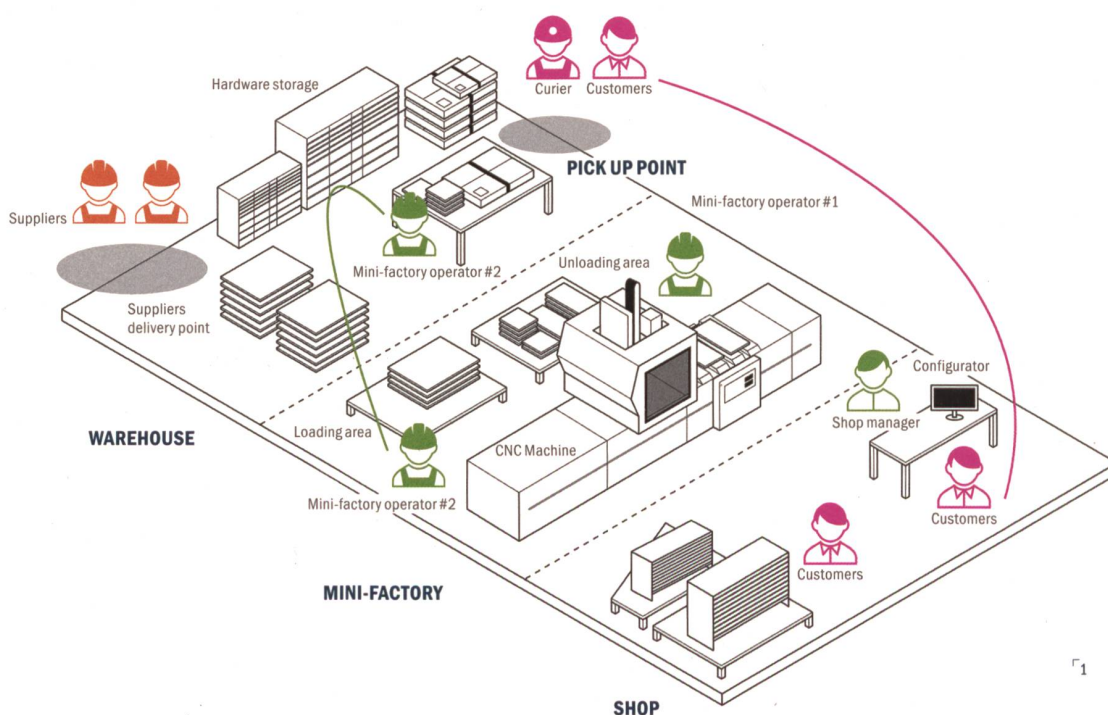 Curier
Customers
Hardware storage
PICK UP POINT
Suppliers
Mini-factory operator #1
Mini-factory operator #2
Unloading area
Suppliers
delivery point
Configurator
Shop manager
Loading area
WAREHOUSE
CNC Machine
Mini-factory operator #2
Customers
Customers
MINI-FACTORY
SHOP
1